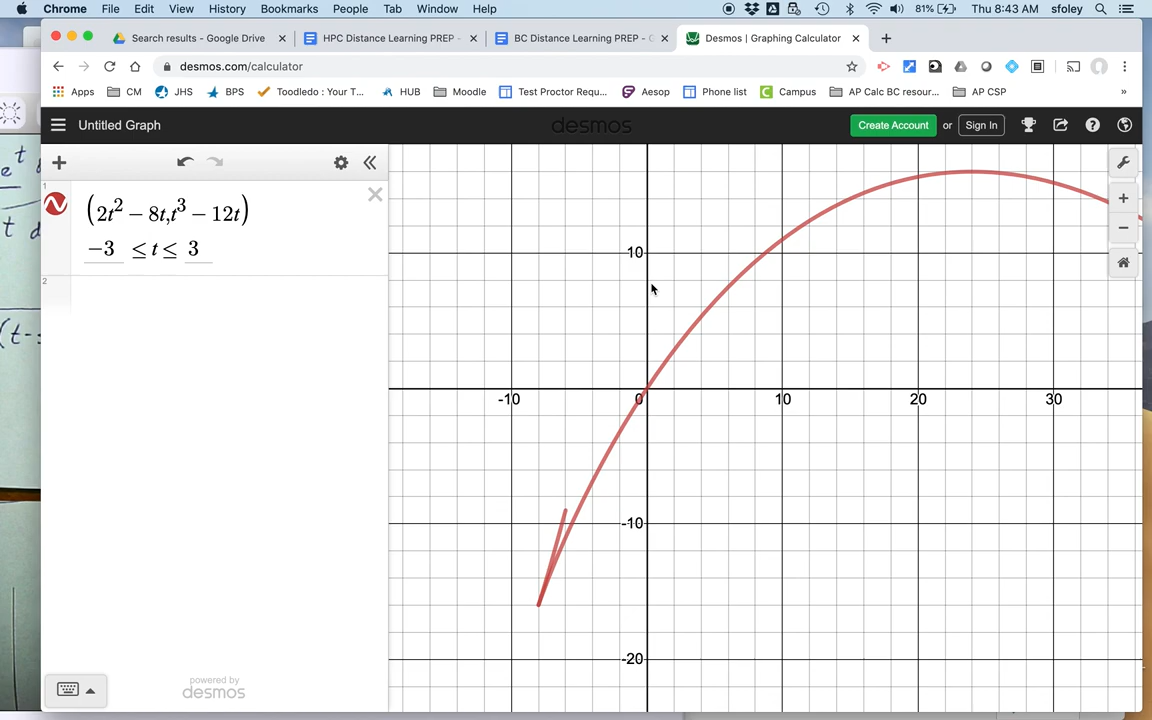 Chrome File Edit View History Bookmarks People Tab Window Help 81% Thu 8:43 AM sfoley
Search results - Google Drive HPC Distance Learning PREP - BC Distance Learning PREP - G Desmos | Graphing Calculator
desmos.com/calculator
Apps CM JHS BPS Toodledo : Your T... HUB Moodle Test Proctor Requ... Aesop Phone list Campus AP Calc BC resour... AP CSP »
Untitled Graph desmos Create Account or Sign In
1
(2t² − 8t,t³ − 12t)
−3 ≤ t ≤ 3
2
10
-10 0 10 20 30
-10
-20
powered by
desmos